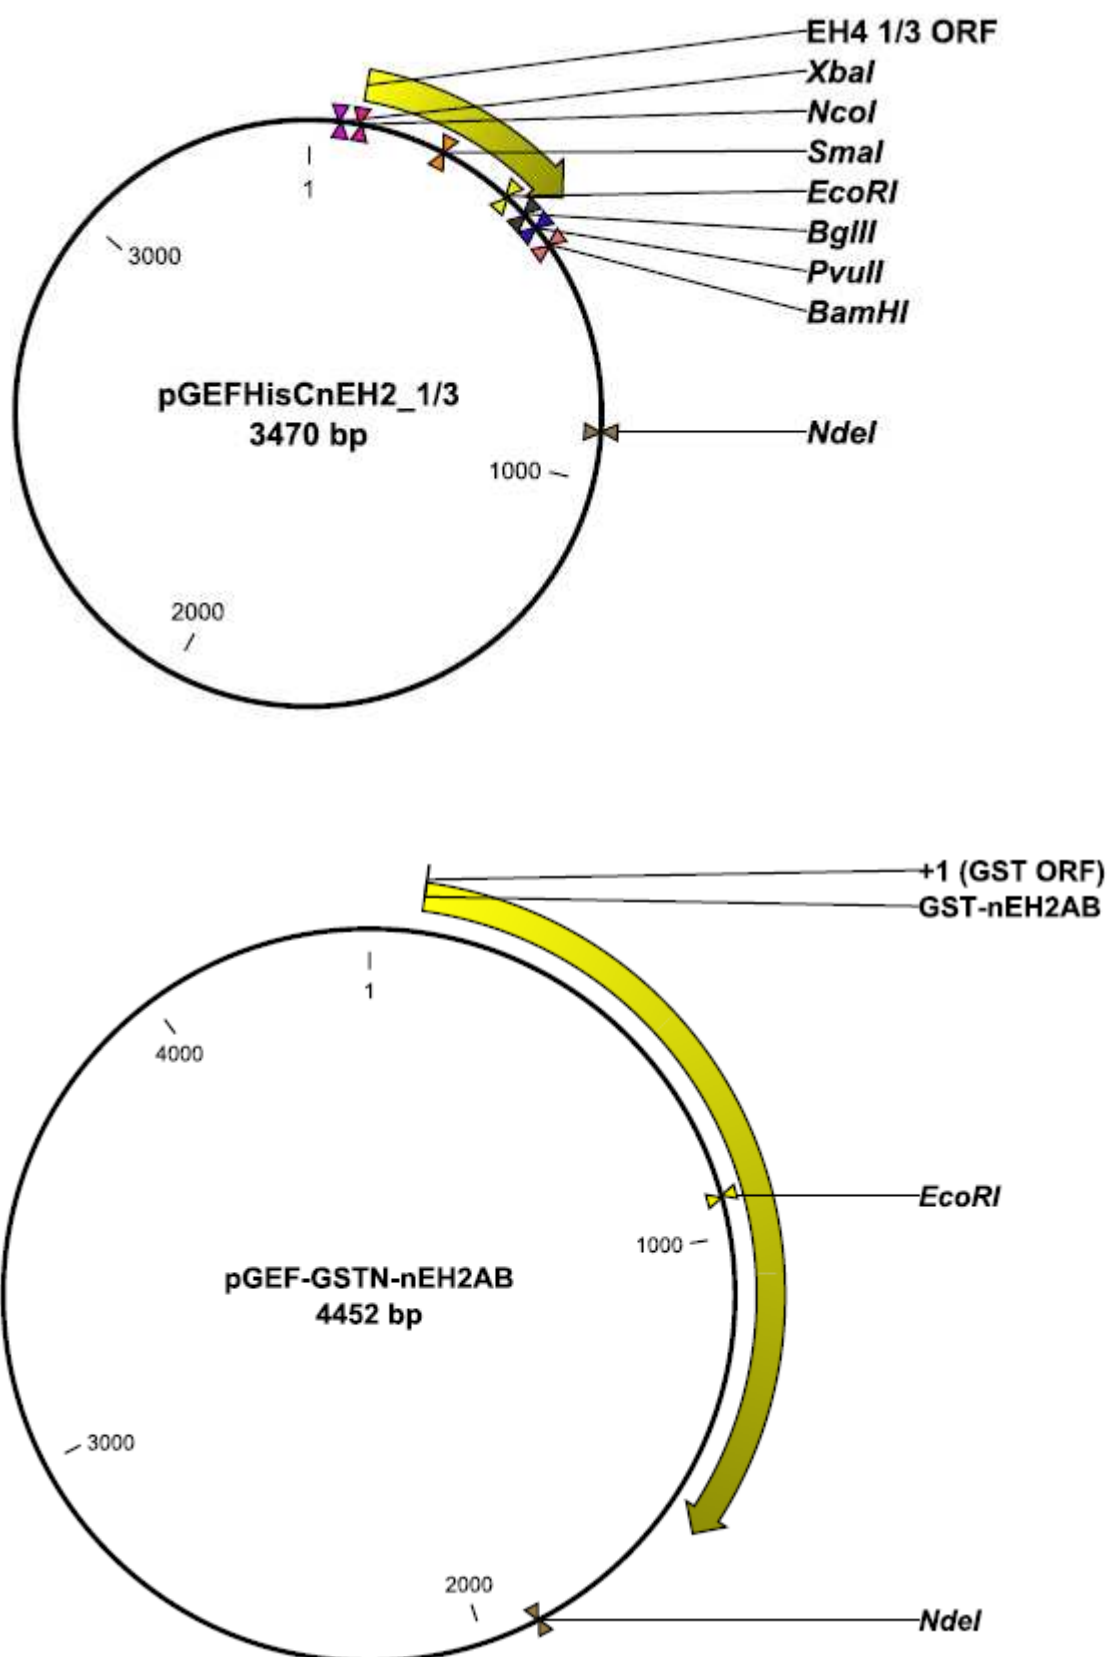 EH4 1/3 ORF
XbaI
NcoI
SmaI
EcoRI
BglII
PvuII
BamHI
NdeI
1
3000
pGEFHisCnEH2_1/3
3470 bp
1000
2000
+1 (GST ORF)
GST-nEH2AB
1
4000
EcoRI
1000
pGEF-GSTN-nEH2AB
4452 bp
3000
2000
NdeI